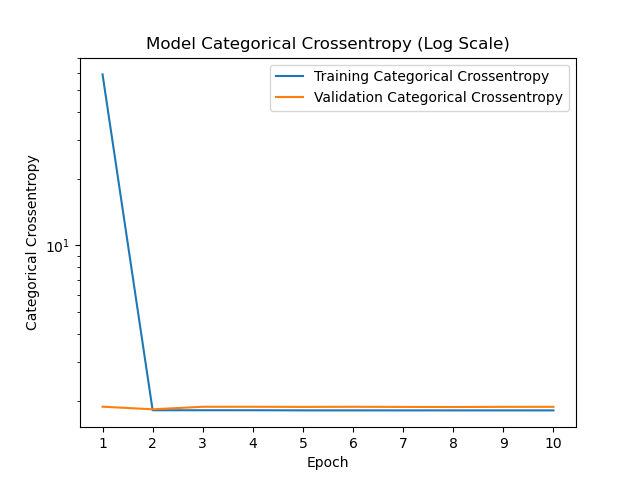 Model Categorical Crossentropy (Log Scale)
Training Categorical Crossentropy
Validation Categorical Crossentropy
Categorical Crossentropy
10¹
1 2 3 4 5 6 7 8 9 10
Epoch